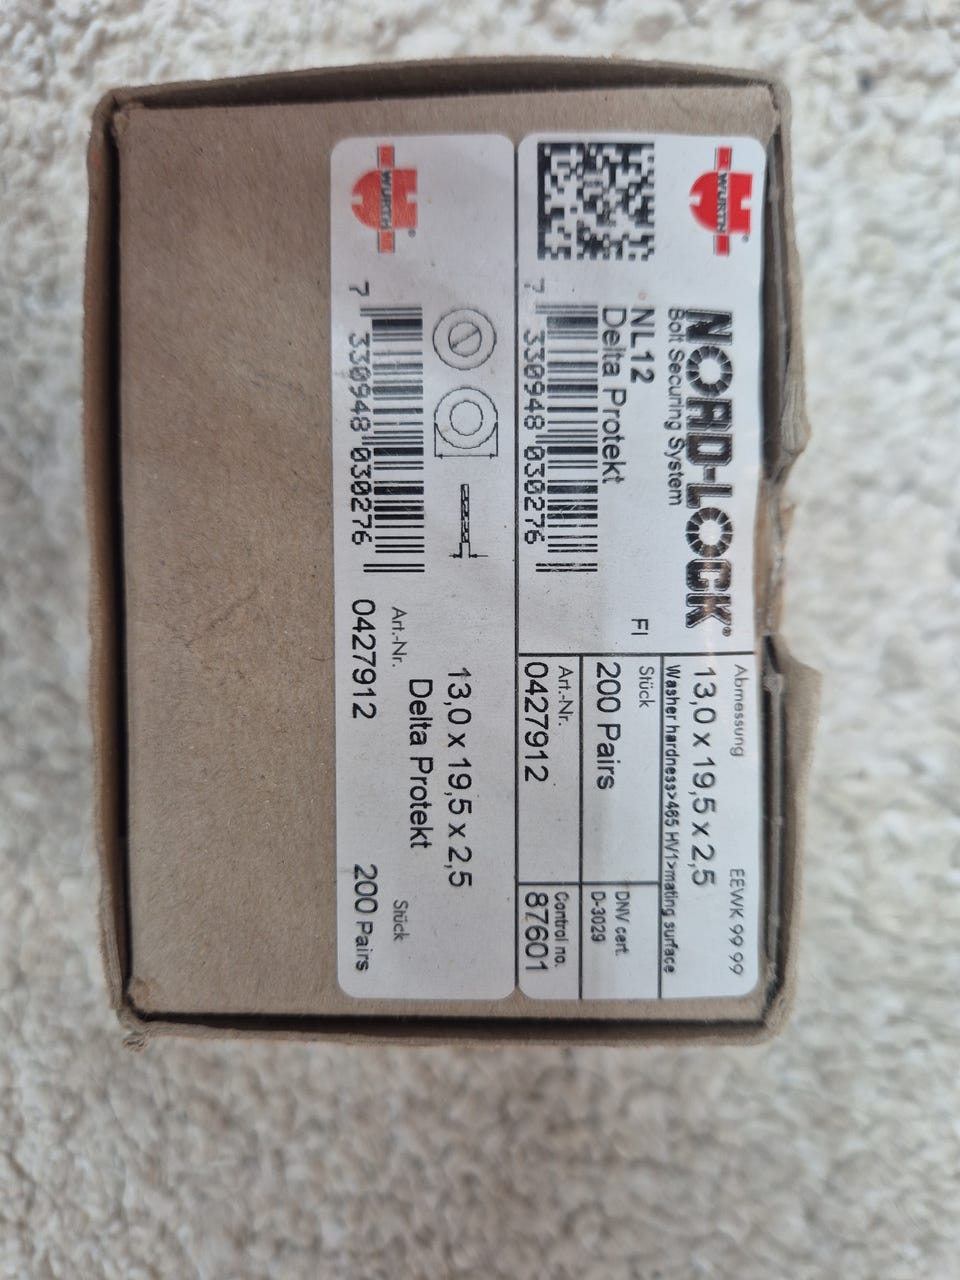 WÜRTH
NORD-LOCK®
Bolt Securing System
NL12
Delta Protekt
FI
7 330948 030276
Abmessung
EEWK 99 99
13,0 x 19,5 x 2,5
Washer hardness>465 HV1>mating surface
Stück
200 Pairs
DNV cert.
D-3029
Art.-Nr.
0427912
Control no.
87601
WÜRTH
13,0 x 19,5 x 2,5
Delta Protekt
7 330948 030276
Art.-Nr.
0427912
Stück
200 Pairs